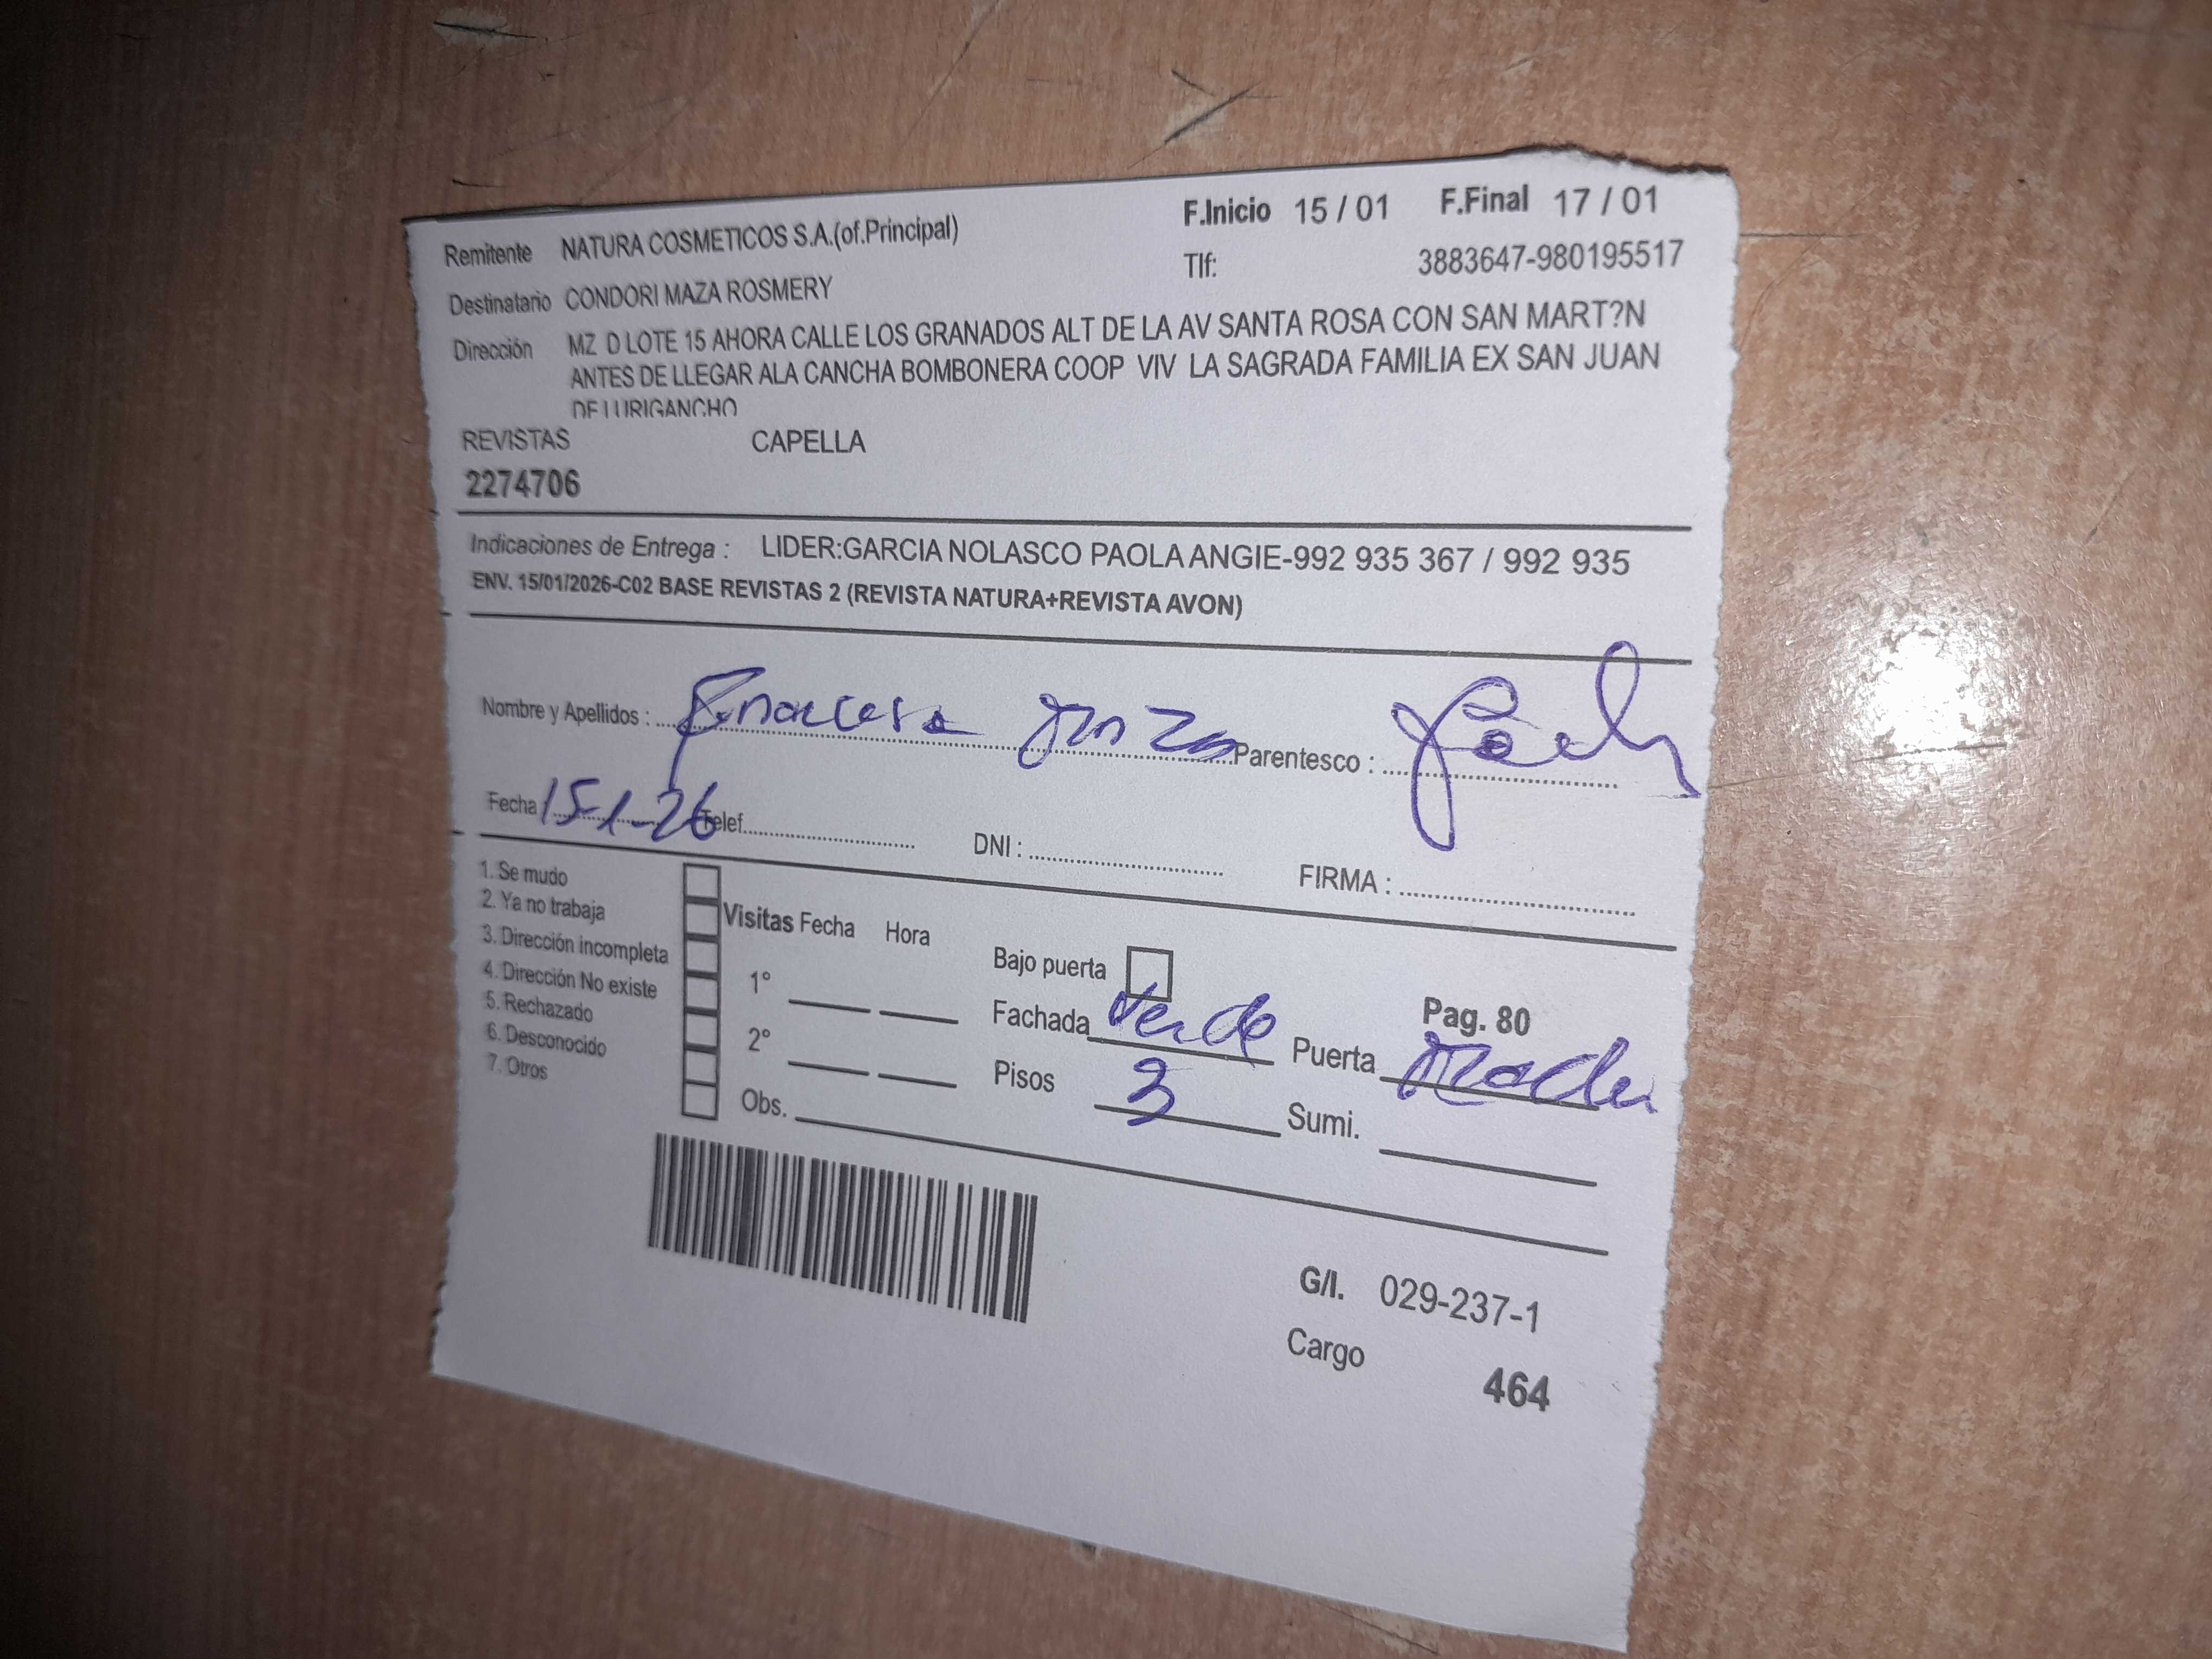 Remitente NATURA COSMETICOS S.A.(of.Principal) F.Inicio 15 / 01 F.Final 17 / 01
Destinatario CONDORI MAZA ROSMERY Tlf: 3883647-980195517
Dirección MZ D LOTE 15 AHORA CALLE LOS GRANADOS ALT DE LA AV SANTA ROSA CON SAN MART?N
ANTES DE LLEGAR ALA CANCHA BOMBONERA COOP VIV LA SAGRADA FAMILIA EX SAN JUAN
DE LURIGANCHO
REVISTAS CAPELLA
2274706
Indicaciones de Entrega : LIDER:GARCIA NOLASCO PAOLA ANGIE-992 935 367 / 992 935
ENV. 15/01/2026-C02 BASE REVISTAS 2 (REVISTA NATURA+REVISTA AVON)
Nombre y Apellidos : Parentesco :
Fecha 15-1-26 Telef. DNI : FIRMA :
1. Se mudo
2. Ya no trabaja Visitas Fecha Hora
3. Dirección incompleta Bajo puerta
4. Dirección No existe 1° Fachada Verde Pag. 80
5. Rechazado Puerta
6. Desconocido 2° Pisos 3
7. Otros Obs. Sumi.
G/I. 029-237-1
Cargo 464